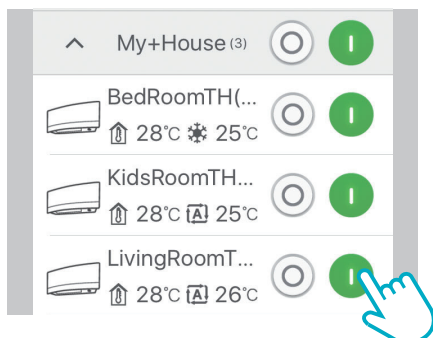 My+House (3)
BedRoomTH(...
28°C 25°C
KidsRoomTH...
28°C A 25°C
LivingRoomT...
28°C A 26°C